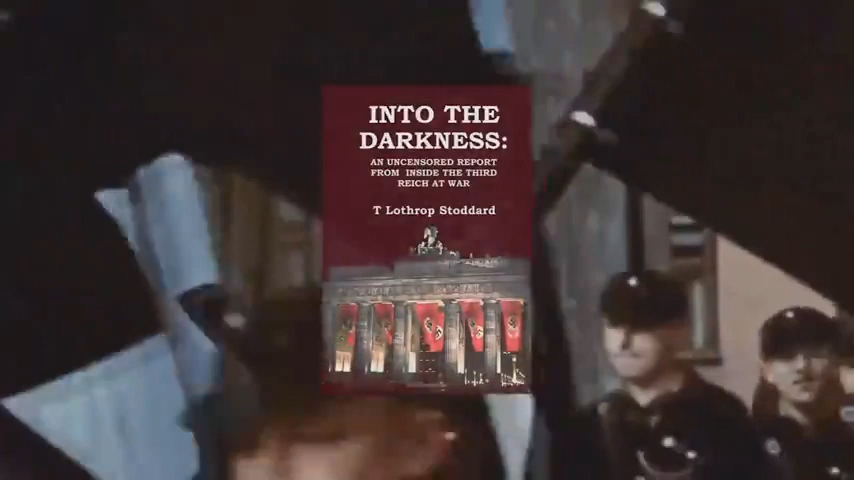 INTO THE
DARKNESS:
AN UNCENSORED REPORT
FROM INSIDE THE THIRD
REICH AT WAR
T Lothrop Stoddard